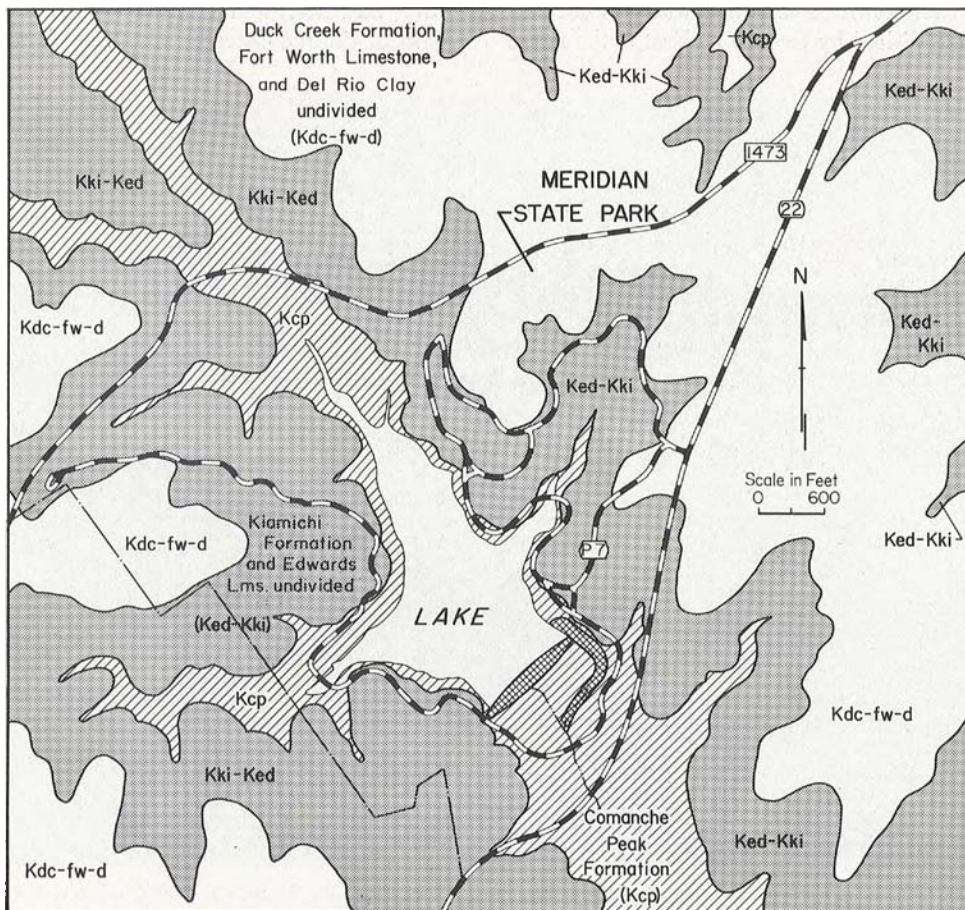 Duck Creek Formation,
Fort Worth Limestone,
and Del Rio Clay
undivided
(Kdc-fw-d)
Kcp
Ked-Kki
Ked-Kki
1473
Kki-Ked
Kki-Ked
MERIDIAN
STATE PARK
22
N
Kcp
Kdc-fw-d
Ked-
Kki
Ked-Kki
Scale in Feet
0 600
Kiamichi
Formation
and Edwards
Lms. undivided
(Ked-Kki)
Kdc-fw-d
P7
Ked-Kki
LAKE
Kcp
Kdc-fw-d
Kki-Ked
Comanche
Peak
Formation
(Kcp)
Ked-Kki
Kdc-fw-d